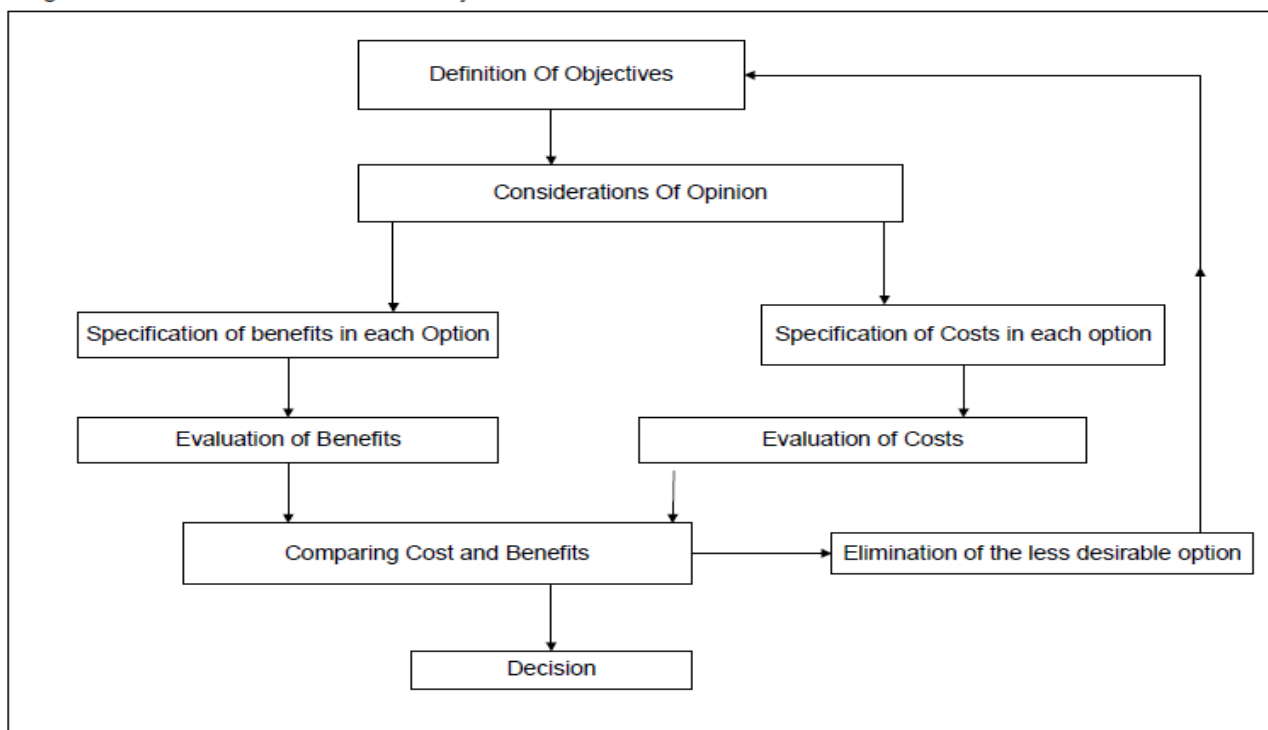 Definition Of Objectives
Considerations Of Opinion
Specification of benefits in each Option
Specification of Costs in each option
Evaluation of Benefits
Evaluation of Costs
Comparing Cost and Benefits
Elimination of the less desirable option
Decision